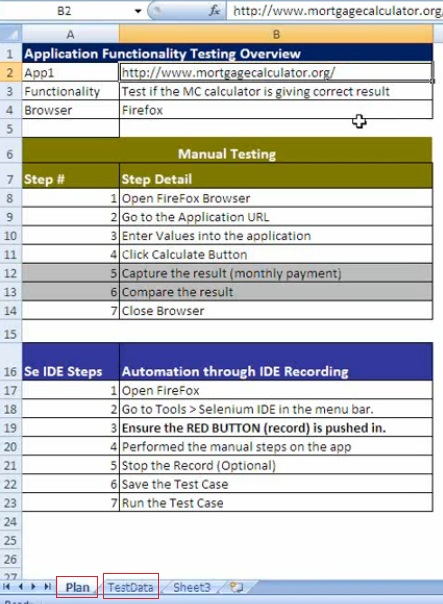 B2 fx http://www.mortgagecalculator.org/
A B
1 Application Functionality Testing Overview
2 App1 http://www.mortgagecalculator.org/
3 Functionality Test if the MC calculator is giving correct result
4 Browser Firefox
5
6 Manual Testing
7 Step # Step Detail
8 1 Open FireFox Browser
9 2 Go to the Application URL
10 3 Enter Values into the application
11 4 Click Calculate Button
12 5 Capture the result (monthly payment)
13 6 Compare the result
14 7 Close Browser
15
16 Se IDE Steps Automation through IDE Recording
17 1 Open FireFox
18 2 Go to Tools > Selenium IDE in the menu bar.
19 3 Ensure the RED BUTTON (record) is pushed in.
20 4 Performed the manual steps on the app
21 5 Stop the Record (Optional)
22 6 Save the Test Case
23 7 Run the Test Case
24
25
26
27
Plan TestData Sheet3